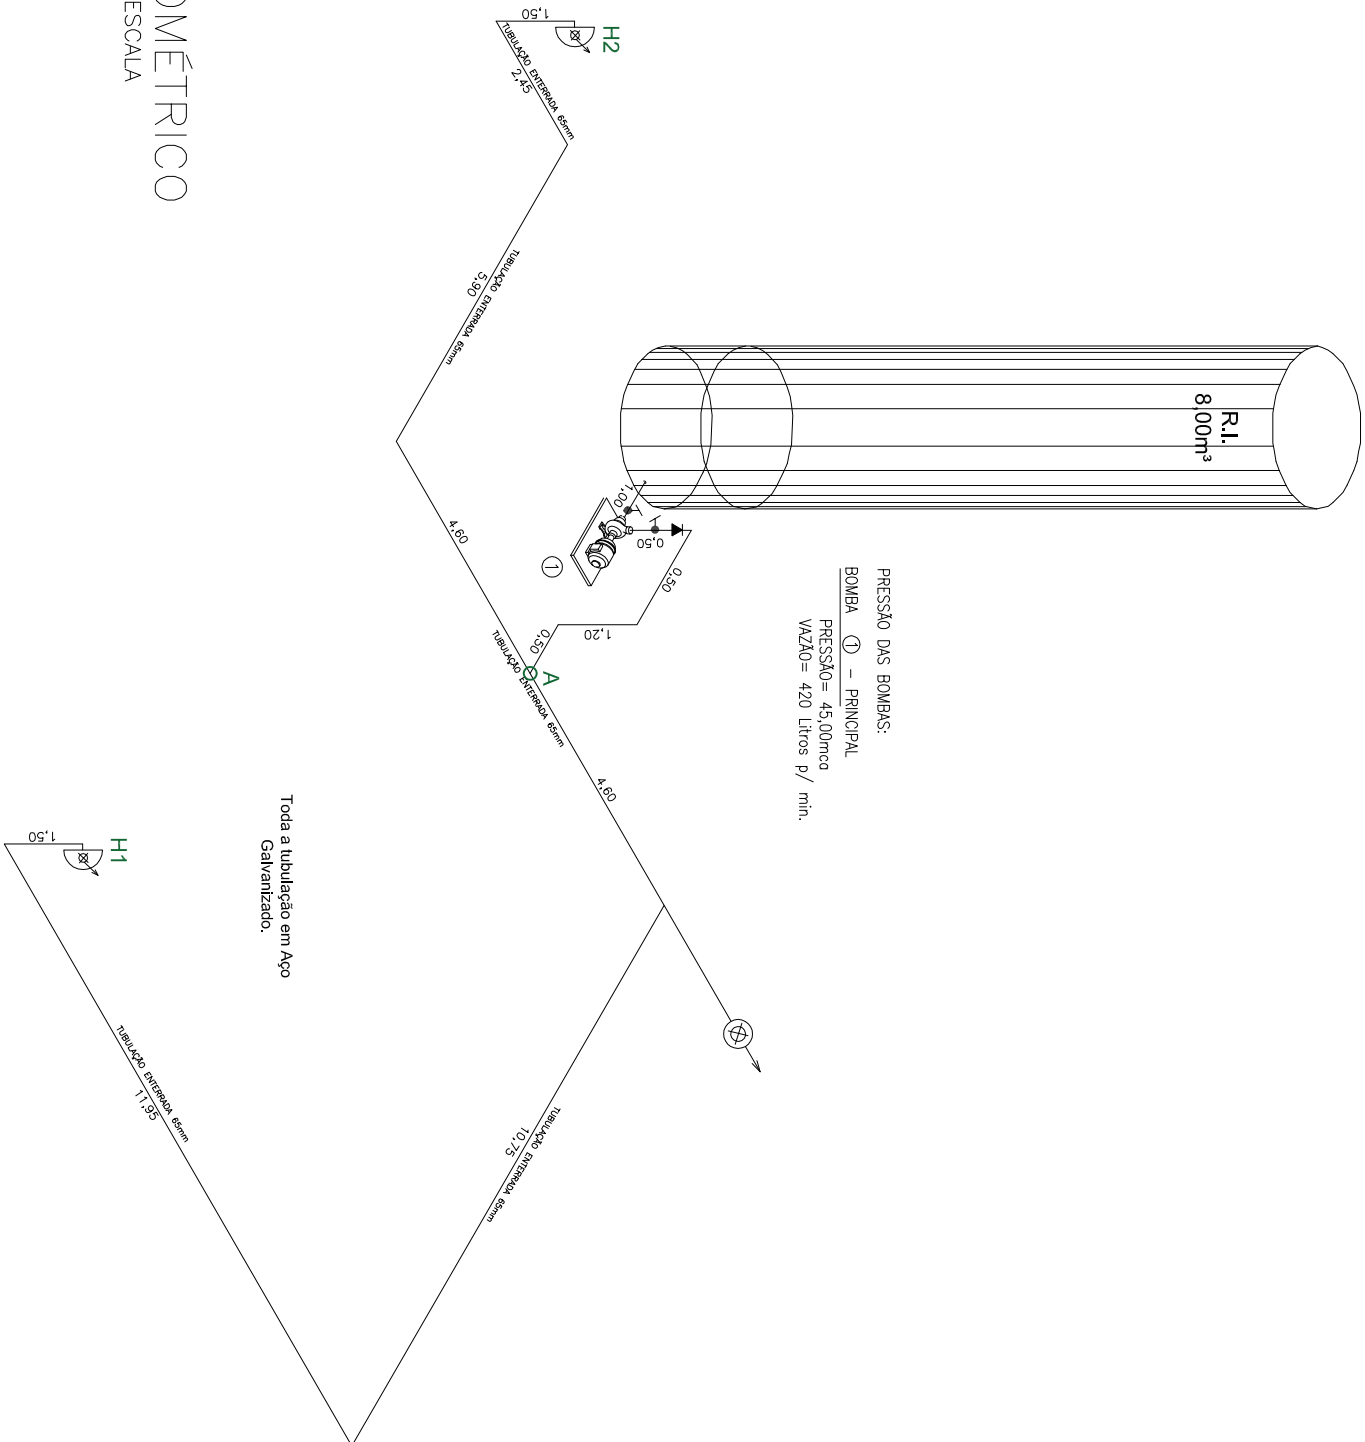 OMÉTRICO
ESCALA
H2
1,50
TUBULAÇÃO ENTERRADA 65mm
2,45
TUBULAÇÃO ENTERRADA 65mm
5,90
4,60
R.I.
8,00m³
1,00
0,50
0,50
1,20
0,50
1
A
TUBULAÇÃO ENTERRADA 65mm
4,60
PRESSÃO DAS BOMBAS:
BOMBA 1 - PRINCIPAL
PRESSÃO= 45,00mca
VAZÃO= 420 Litros p/ min.
Toda a tubulação em Aço
Galvanizado.
H1
1,50
TUBULAÇÃO ENTERRADA 65mm
11,95
TUBULAÇÃO ENTERRADA 65mm
10,75